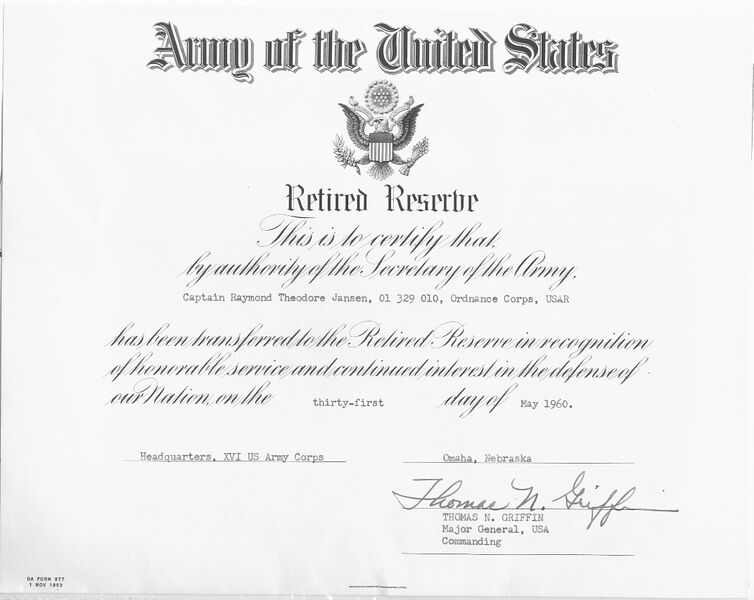 Army of the United States
Retired Reserve
This is to certify that,
by authority of the Secretary of the Army,
Captain Raymond Theodore Jansen, 01 329 010, Ordnance Corps, USAR
has been transferred to the Retired Reserve in recognition
of honorable service and continued interest in the defense of
our Nation, on the thirty-first day of May 1960.
Headquarters, XVI US Army Corps Omaha, Nebraska
Thomas N. Griffin
THOMAS N. GRIFFIN
Major General, USA
Commanding
DA FORM 977
1 NOV 1953